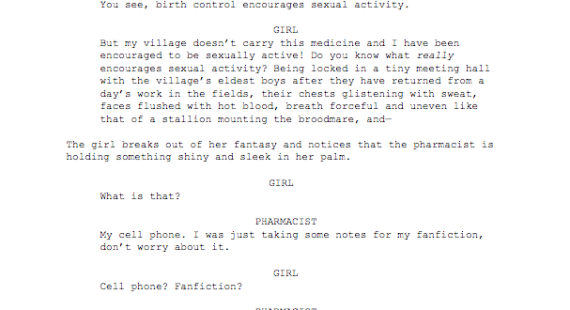 You see, birth control encourages sexual activity.
GIRL
But my village doesn't carry this medicine and I have been
encouraged to be sexually active! Do you know what really
encourages sexual activity? Being locked in a tiny meeting hall
with the village's eldest boys after they have returned from a
day's work in the fields, their chests glistening with sweat,
faces flushed with hot blood, breath forceful and uneven like
that of a stallion mounting the broodmare, and—
The girl breaks out of her fantasy and notices that the pharmacist is
holding something shiny and sleek in her palm.
GIRL
What is that?
PHARMACIST
My cell phone. I was just taking some notes for my fanfiction,
don't worry about it.
GIRL
Cell phone? Fanfiction?